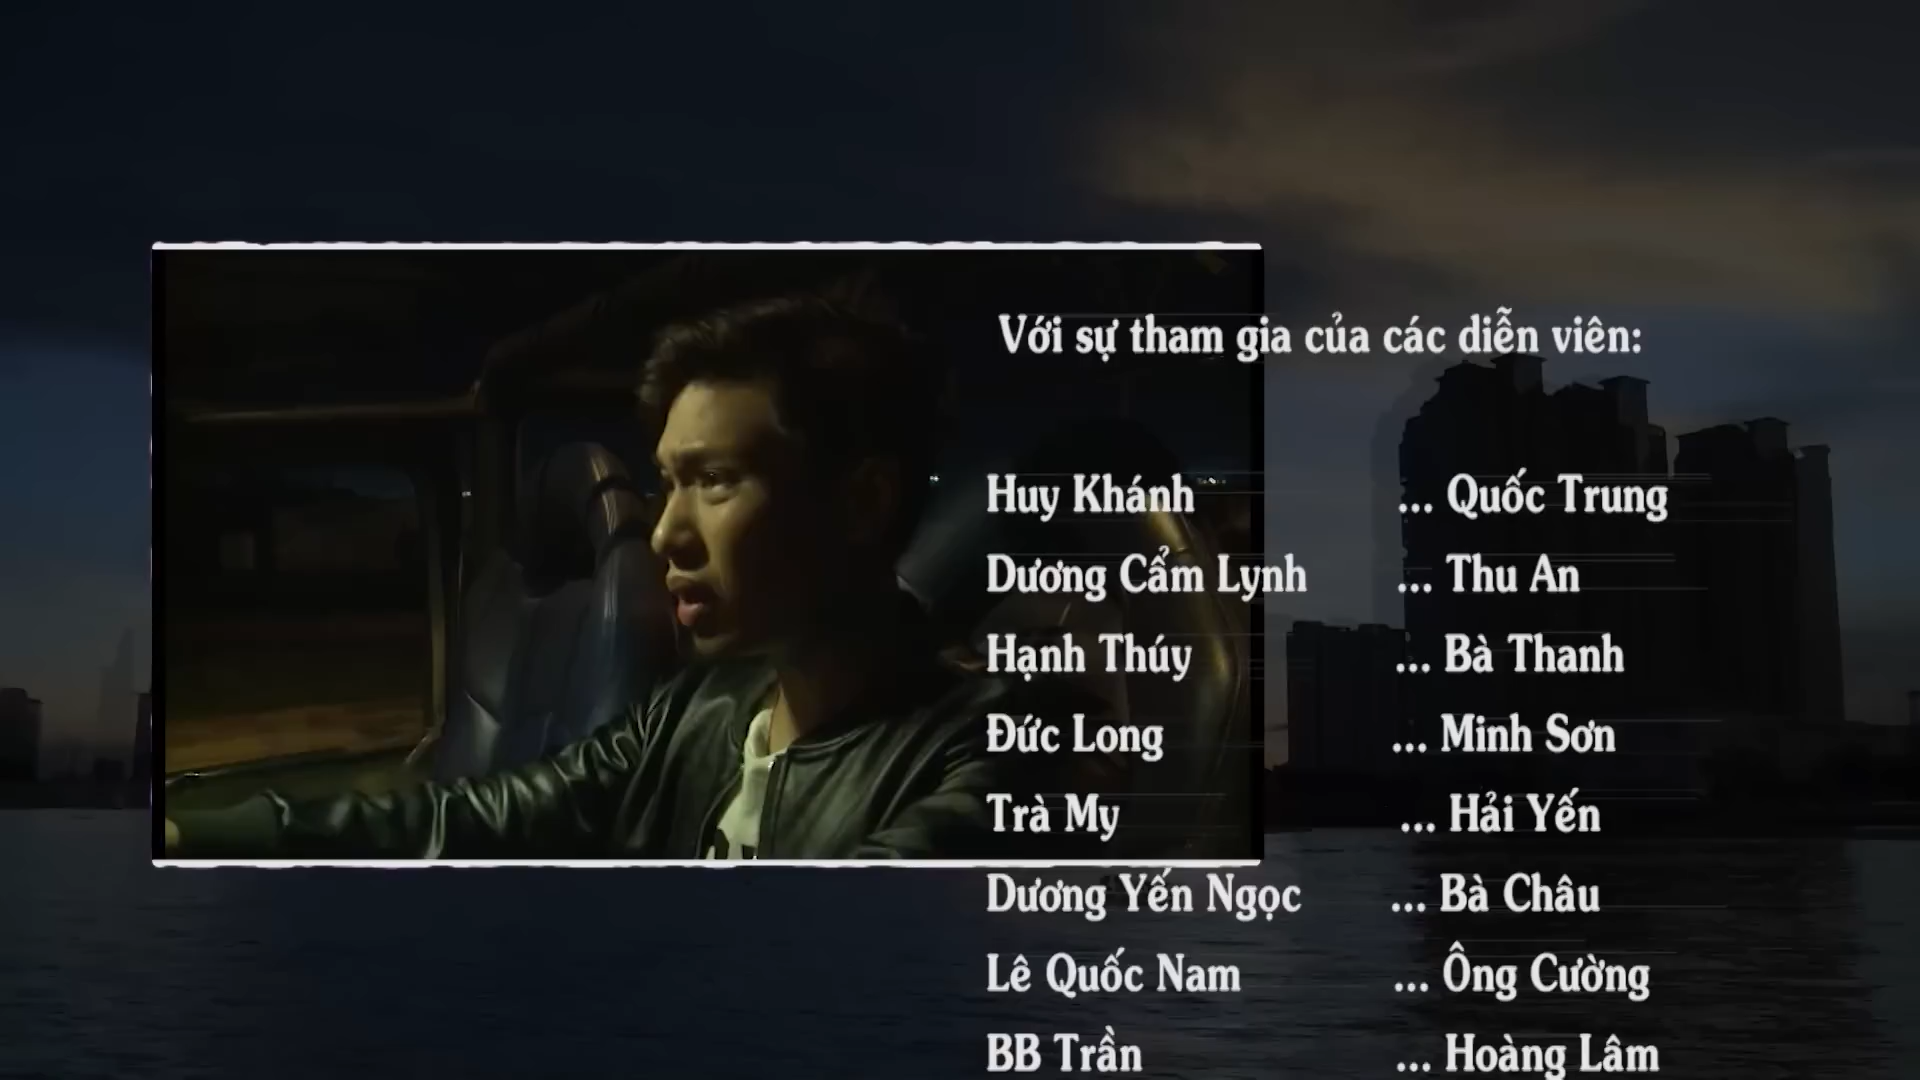 Với sự tham gia của các diễn viên:
Huy Khánh ... Quốc Trung
Dương Cẩm Lynh ... Thu An
Hạnh Thúy ... Bà Thanh
Đức Long ... Minh Sơn
Trà My ... Hải Yến
Dương Yến Ngọc ... Bà Châu
Lê Quốc Nam ... Ông Cường
BB Trần ... Hoàng Lâm